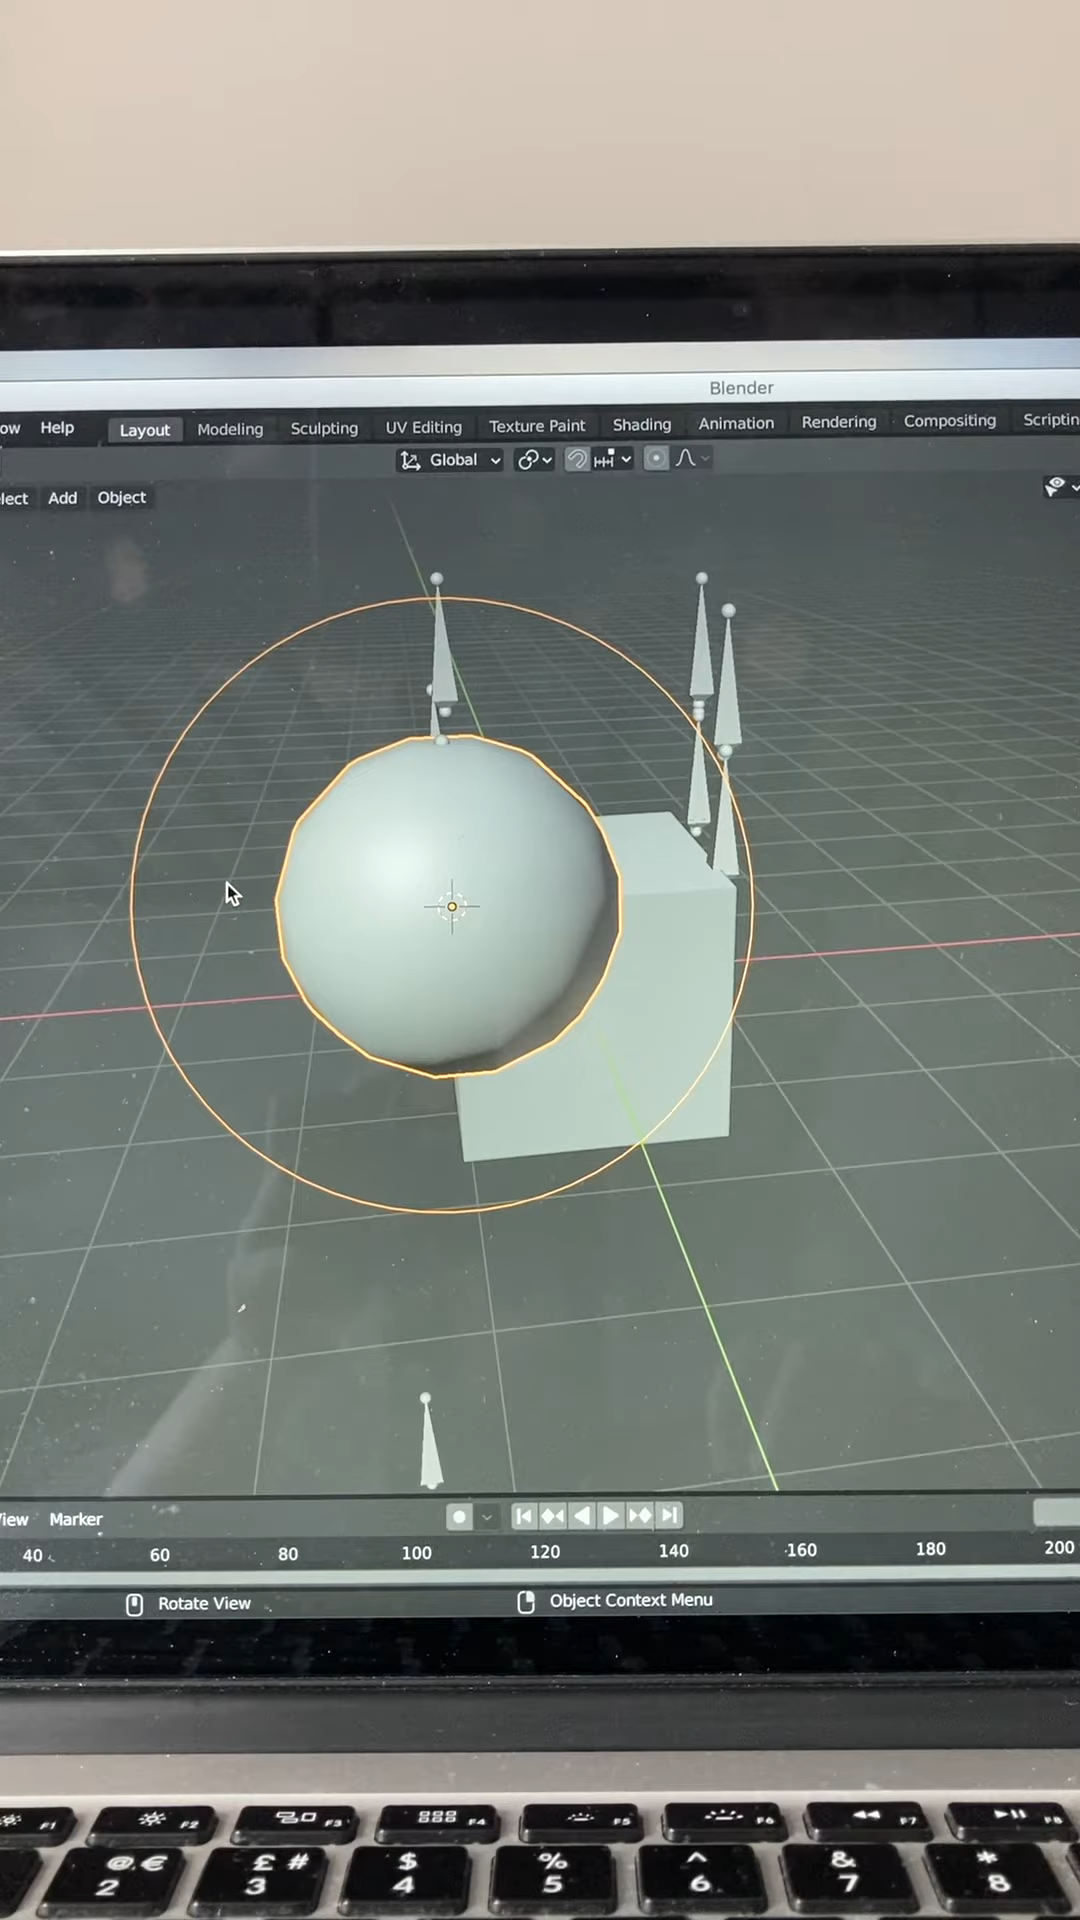 Blender
ow Help Layout Modeling Sculpting UV Editing Texture Paint Shading Animation Rendering Compositing Scriptin
Global
lect Add Object
View Marker
40 60 80 100 120 140 160 180 200
Rotate View Object Context Menu
F1 F2 F3 F4 F5 F6 F7 F8
@ € £ # $ % ^ & *
2 3 4 5 6 7 8